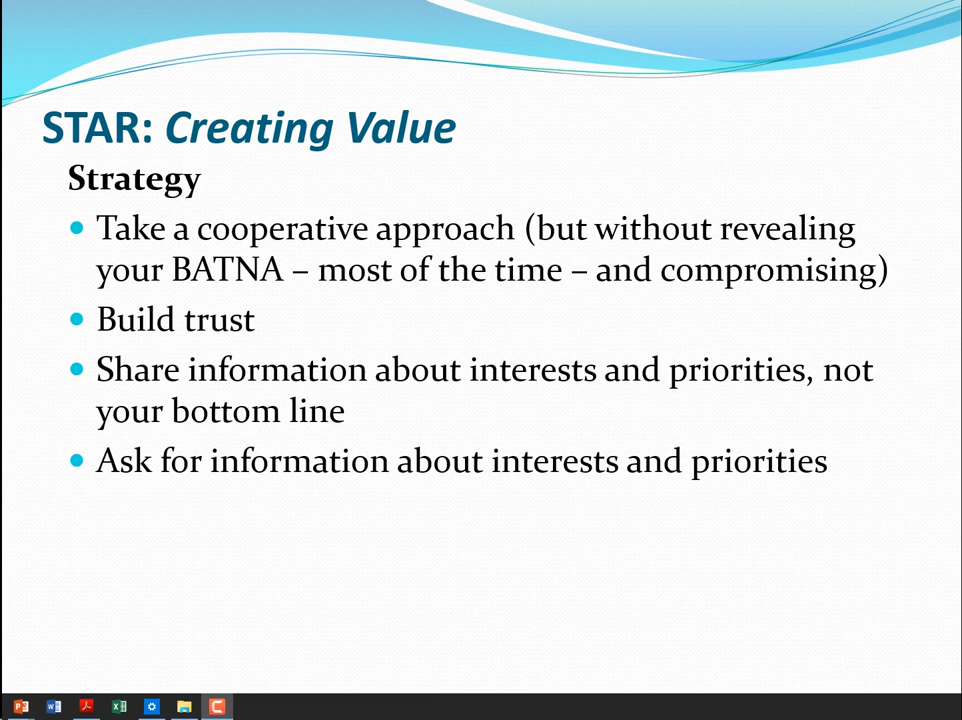 STAR: Creating Value
Strategy
Take a cooperative approach (but without revealing
your BATNA – most of the time – and compromising)
Build trust
Share information about interests and priorities, not
your bottom line
Ask for information about interests and priorities